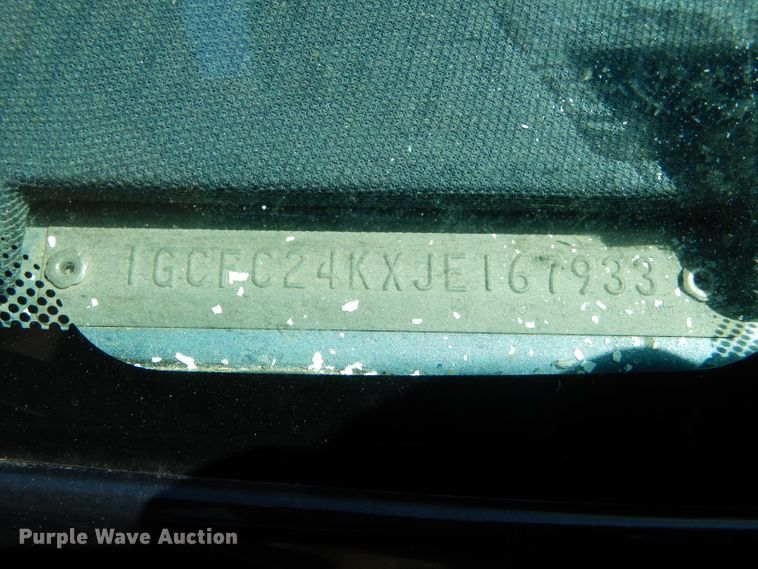 1GCFC24KXJE167933
Purple Wave Auction